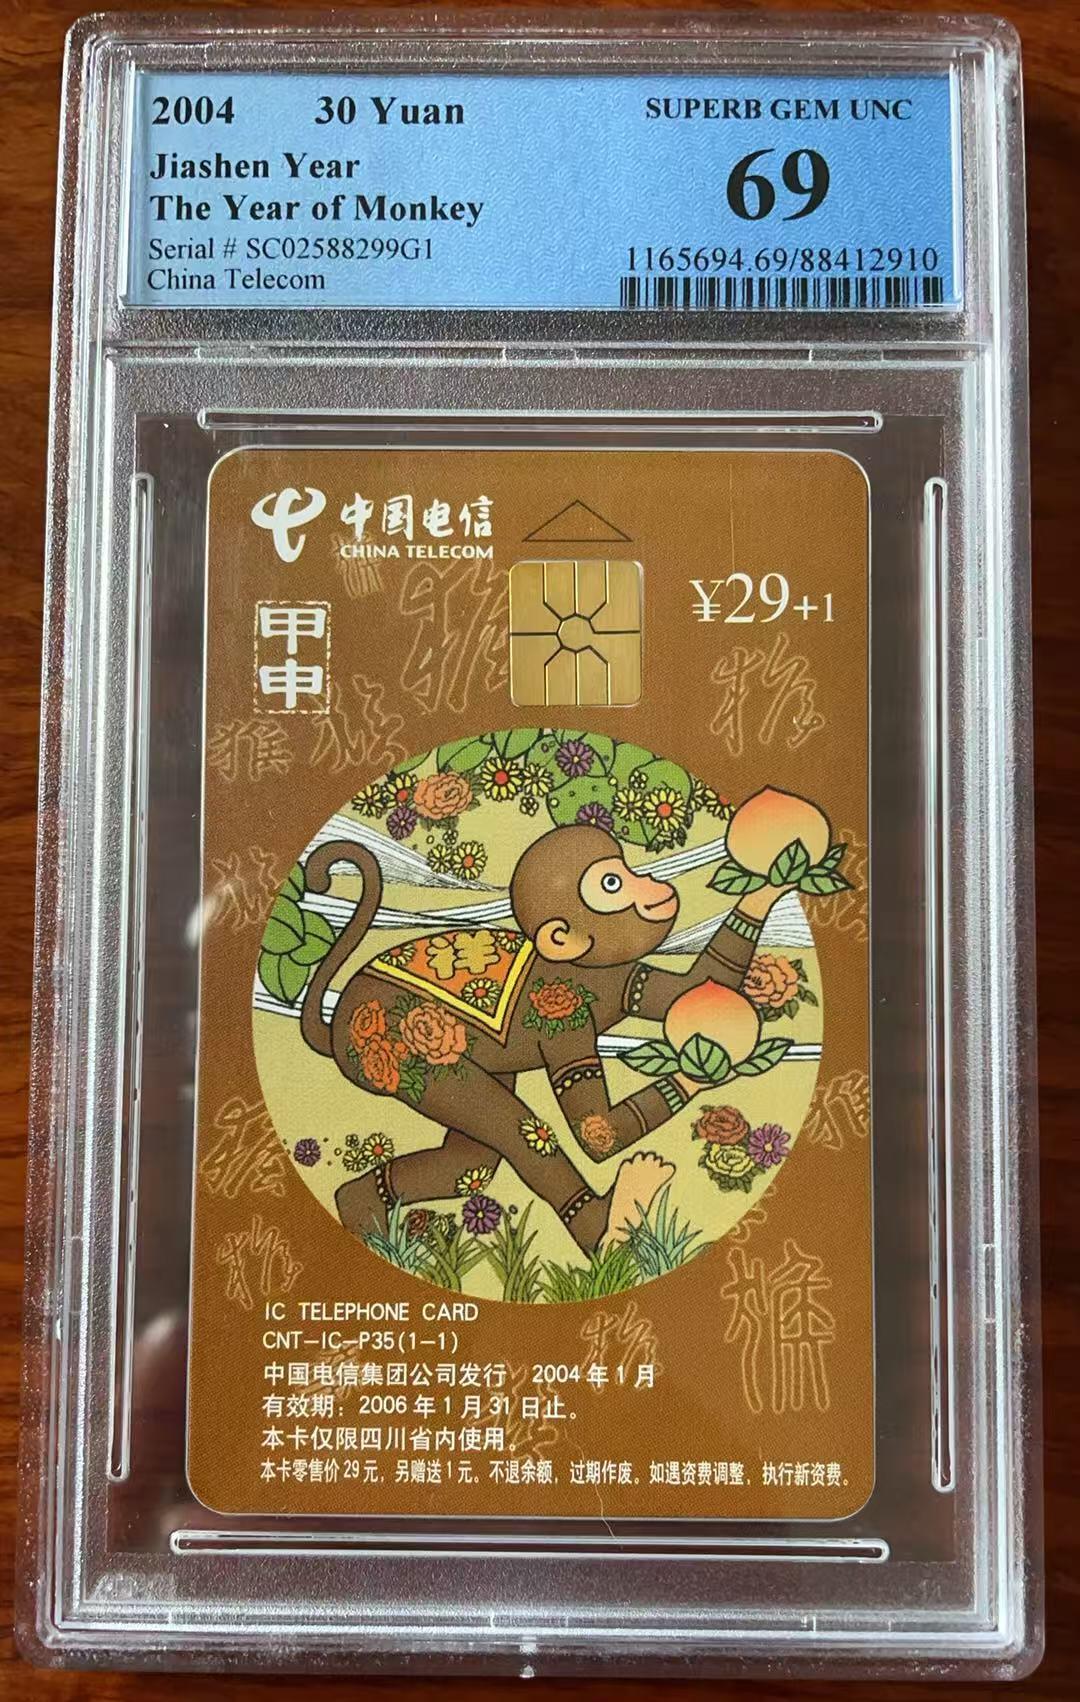 2004 30 Yuan
SUPERB GEM UNC
Jiashen Year
69
The Year of Monkey
Serial # SC02588299G1
1165694.69/88412910
China Telecom
中国电信
CHINA TELECOM
¥29+1
甲申
猴
猴
祥
猴
IC TELEPHONE CARD
CNT-IC-P35(1-1)
中国电信集团公司发行 2004年1月
有效期：2006年1月31日止。
本卡仅限四川省内使用。
本卡零售价29元，另赠送1元。不退余额，过期作废。如遇资费调整，执行新资费。